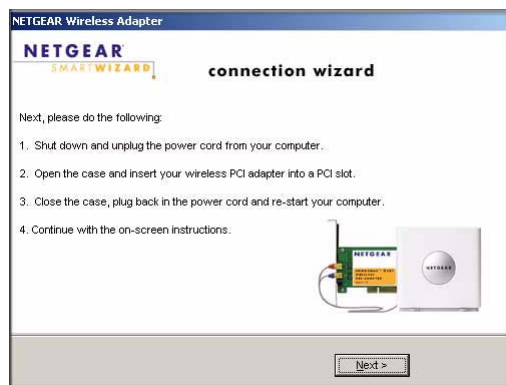 NETGEAR Wireless Adapter
NETGEAR
SMARTWIZARD
connection wizard
Next, please do the following:
1. Shut down and unplug the power cord from your computer.
2. Open the case and insert your wireless PCI adapter into a PCI slot.
3. Close the case, plug back in the power cord and re-start your computer.
4. Continue with the on-screen instructions.
NETGEAR
NETGEAR
Next >